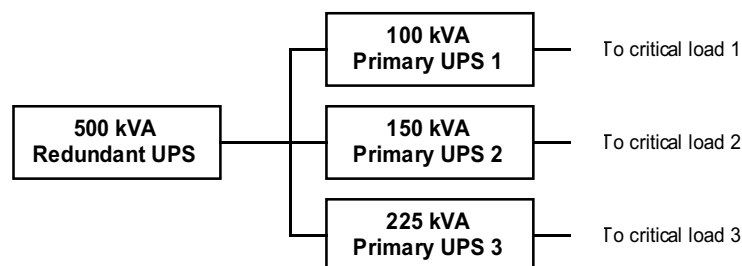 100 kVA
Primary UPS 1
To critical load 1
500 kVA
Redundant UPS
150 kVA
Primary UPS 2
To critical load 2
225 kVA
Primary UPS 3
To critical load 3